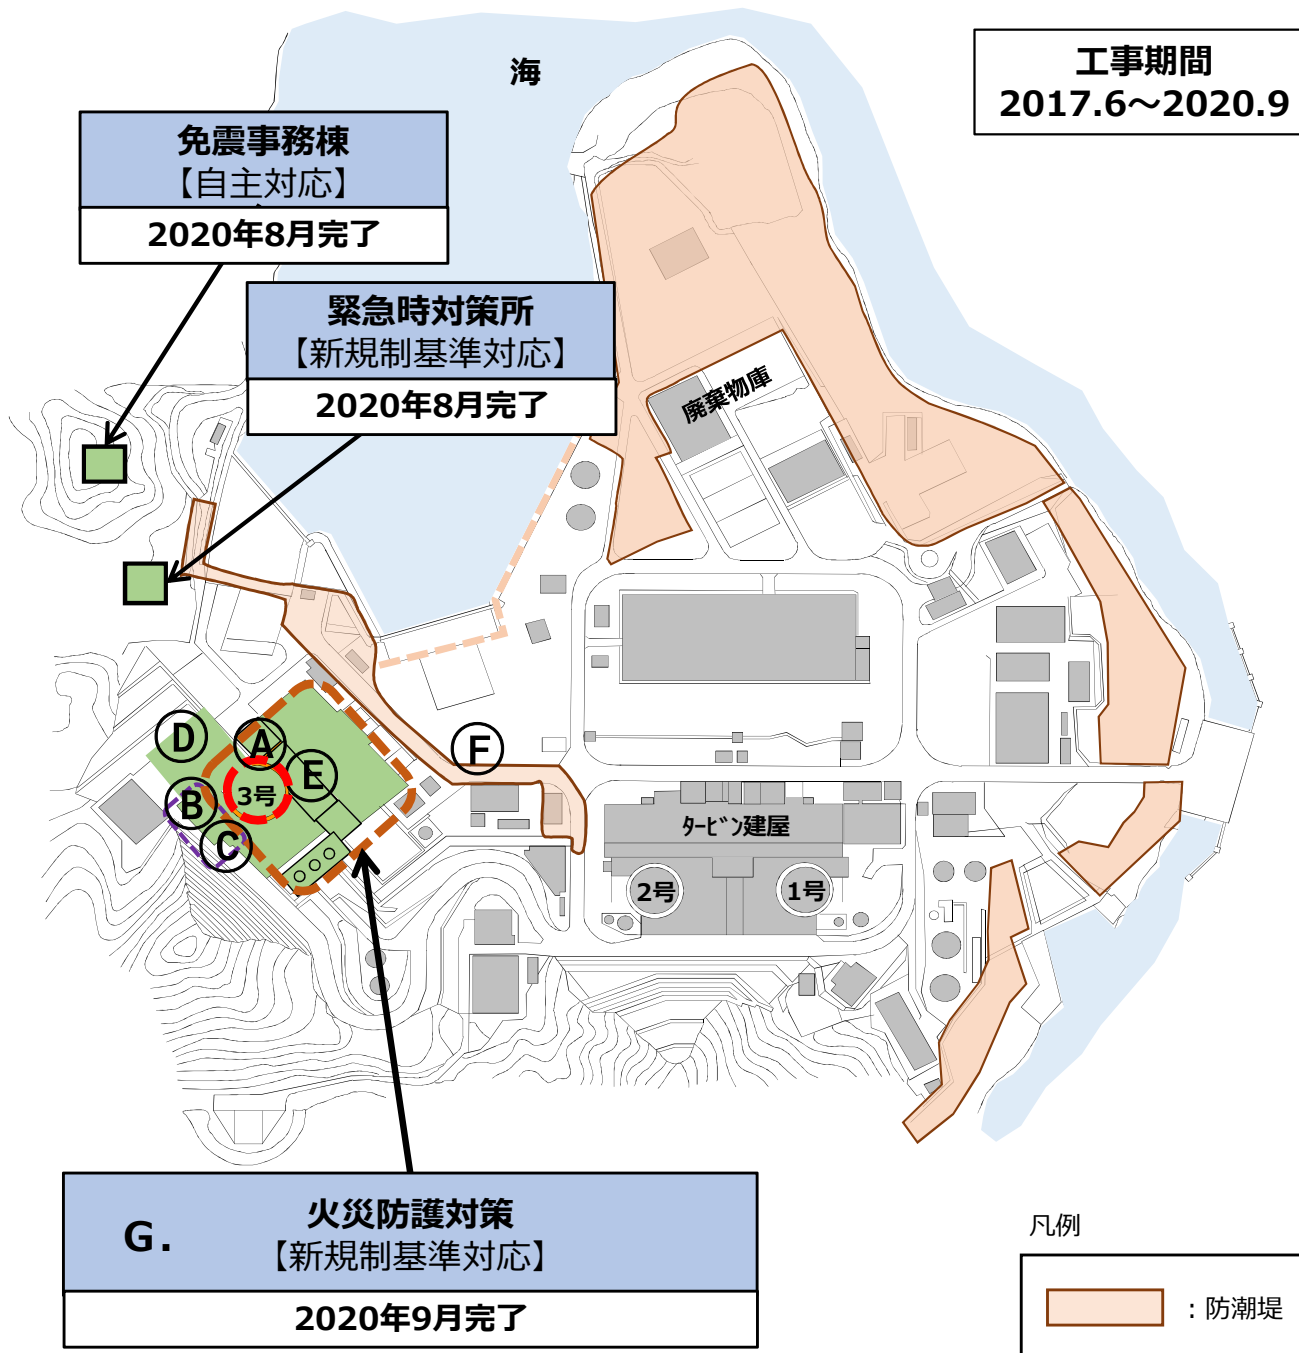 海
工事期間
2017.6～2020.9
免震事務棟
【自主対応】
2020年8月完了
緊急時対策所
【新規制基準対応】
2020年8月完了
廃棄物庫
D
A
E
F
3号
B
C
ﾀｰﾋﾞﾝ建屋
2号
1号
G.
火災防護対策
【新規制基準対応】
2020年9月完了
凡例
：防潮堤